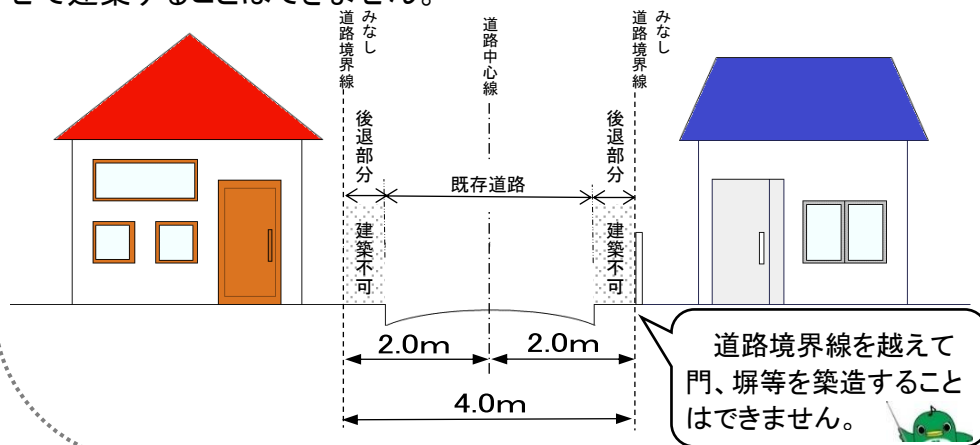 せて建築することはできません。
みなし
道路境界線
道路中心線
みなし
道路境界線
後退部分
後退部分
既存道路
建築不可
建築不可
2.0m
2.0m
4.0m
道路境界線を越えて
門、塀等を築造すること
はできません。